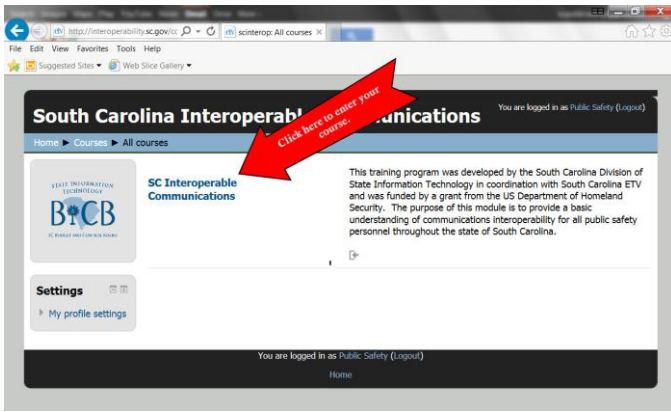 http://interoperability.sc.gov/cc
scinterop: All courses
File Edit View Favorites Tools Help
Suggested Sites Web Slice Gallery
South Carolina
You are logged in as Public Safety (Logout)
Click here to enter your
course.
Home ► Courses ► All courses
STATE INFORMATION
TECHNOLOGY
B CB
SC Interoperable
Communications
This training program was developed by the South Carolina Division of
State Information Technology in coordination with South Carolina ETV
and was funded by a grant from the US Department of Homeland
Security. The purpose of this module is to provide a basic
understanding of communications interoperability for all public safety
personnel throughout the state of South Carolina.
Settings
My profile settings
You are logged in as Public Safety (Logout)
Home